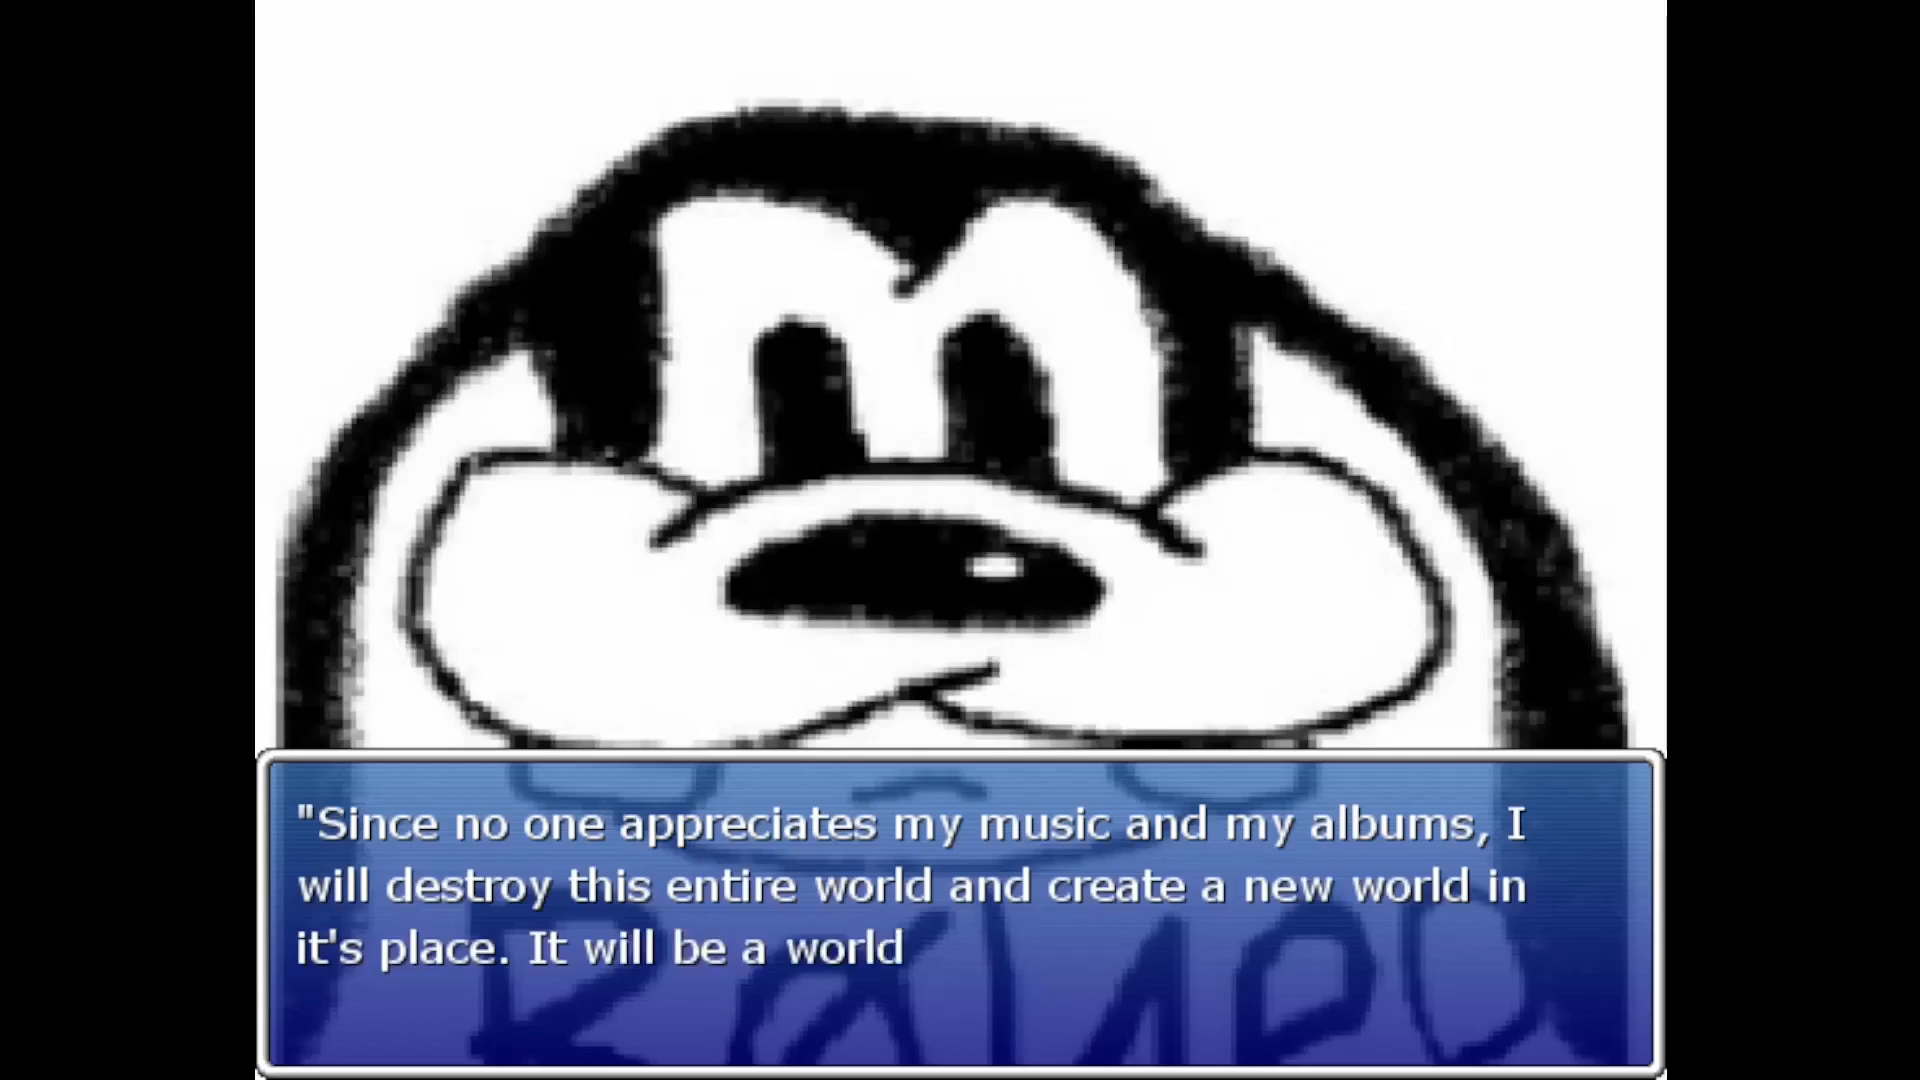 "Since no one appreciates my music and my albums, I
will destroy this entire world and create a new world in
it's place. It will be a world